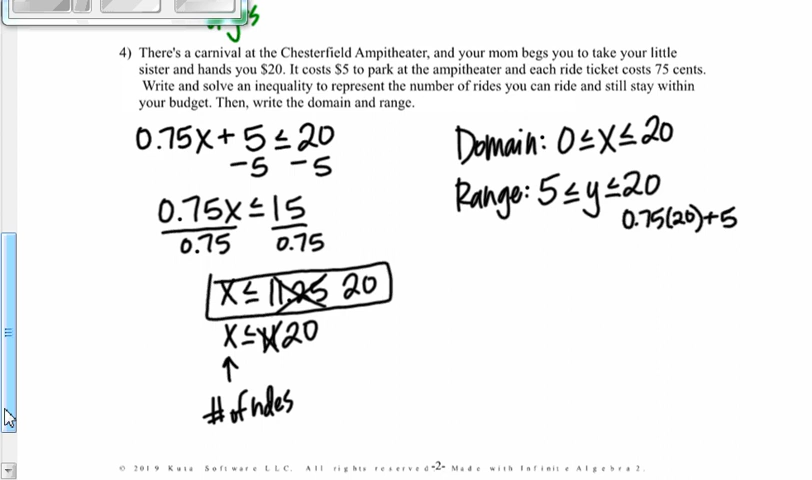 4) There's a carnival at the Chesterfield Ampitheater, and your mom begs you to take your little
sister and hands you $20. It costs $5 to park at the ampitheater and each ride ticket costs 75 cents.
Write and solve an inequality to represent the number of rides you can ride and still stay within
your budget. Then, write the domain and range.
0.75x + 5 ≤ 20
-5 -5
0.75x ≤ 15
0.75 0.75
x ≤ 11.25 20
x ≤ 20
↑
# of rides
Domain: 0 ≤ x ≤ 20
Range: 5 ≤ y ≤ 20
0.75(20)+5
© 2019 Kuta Software LLC. All rights reserved -2- Made with Infinite Algebra 2.